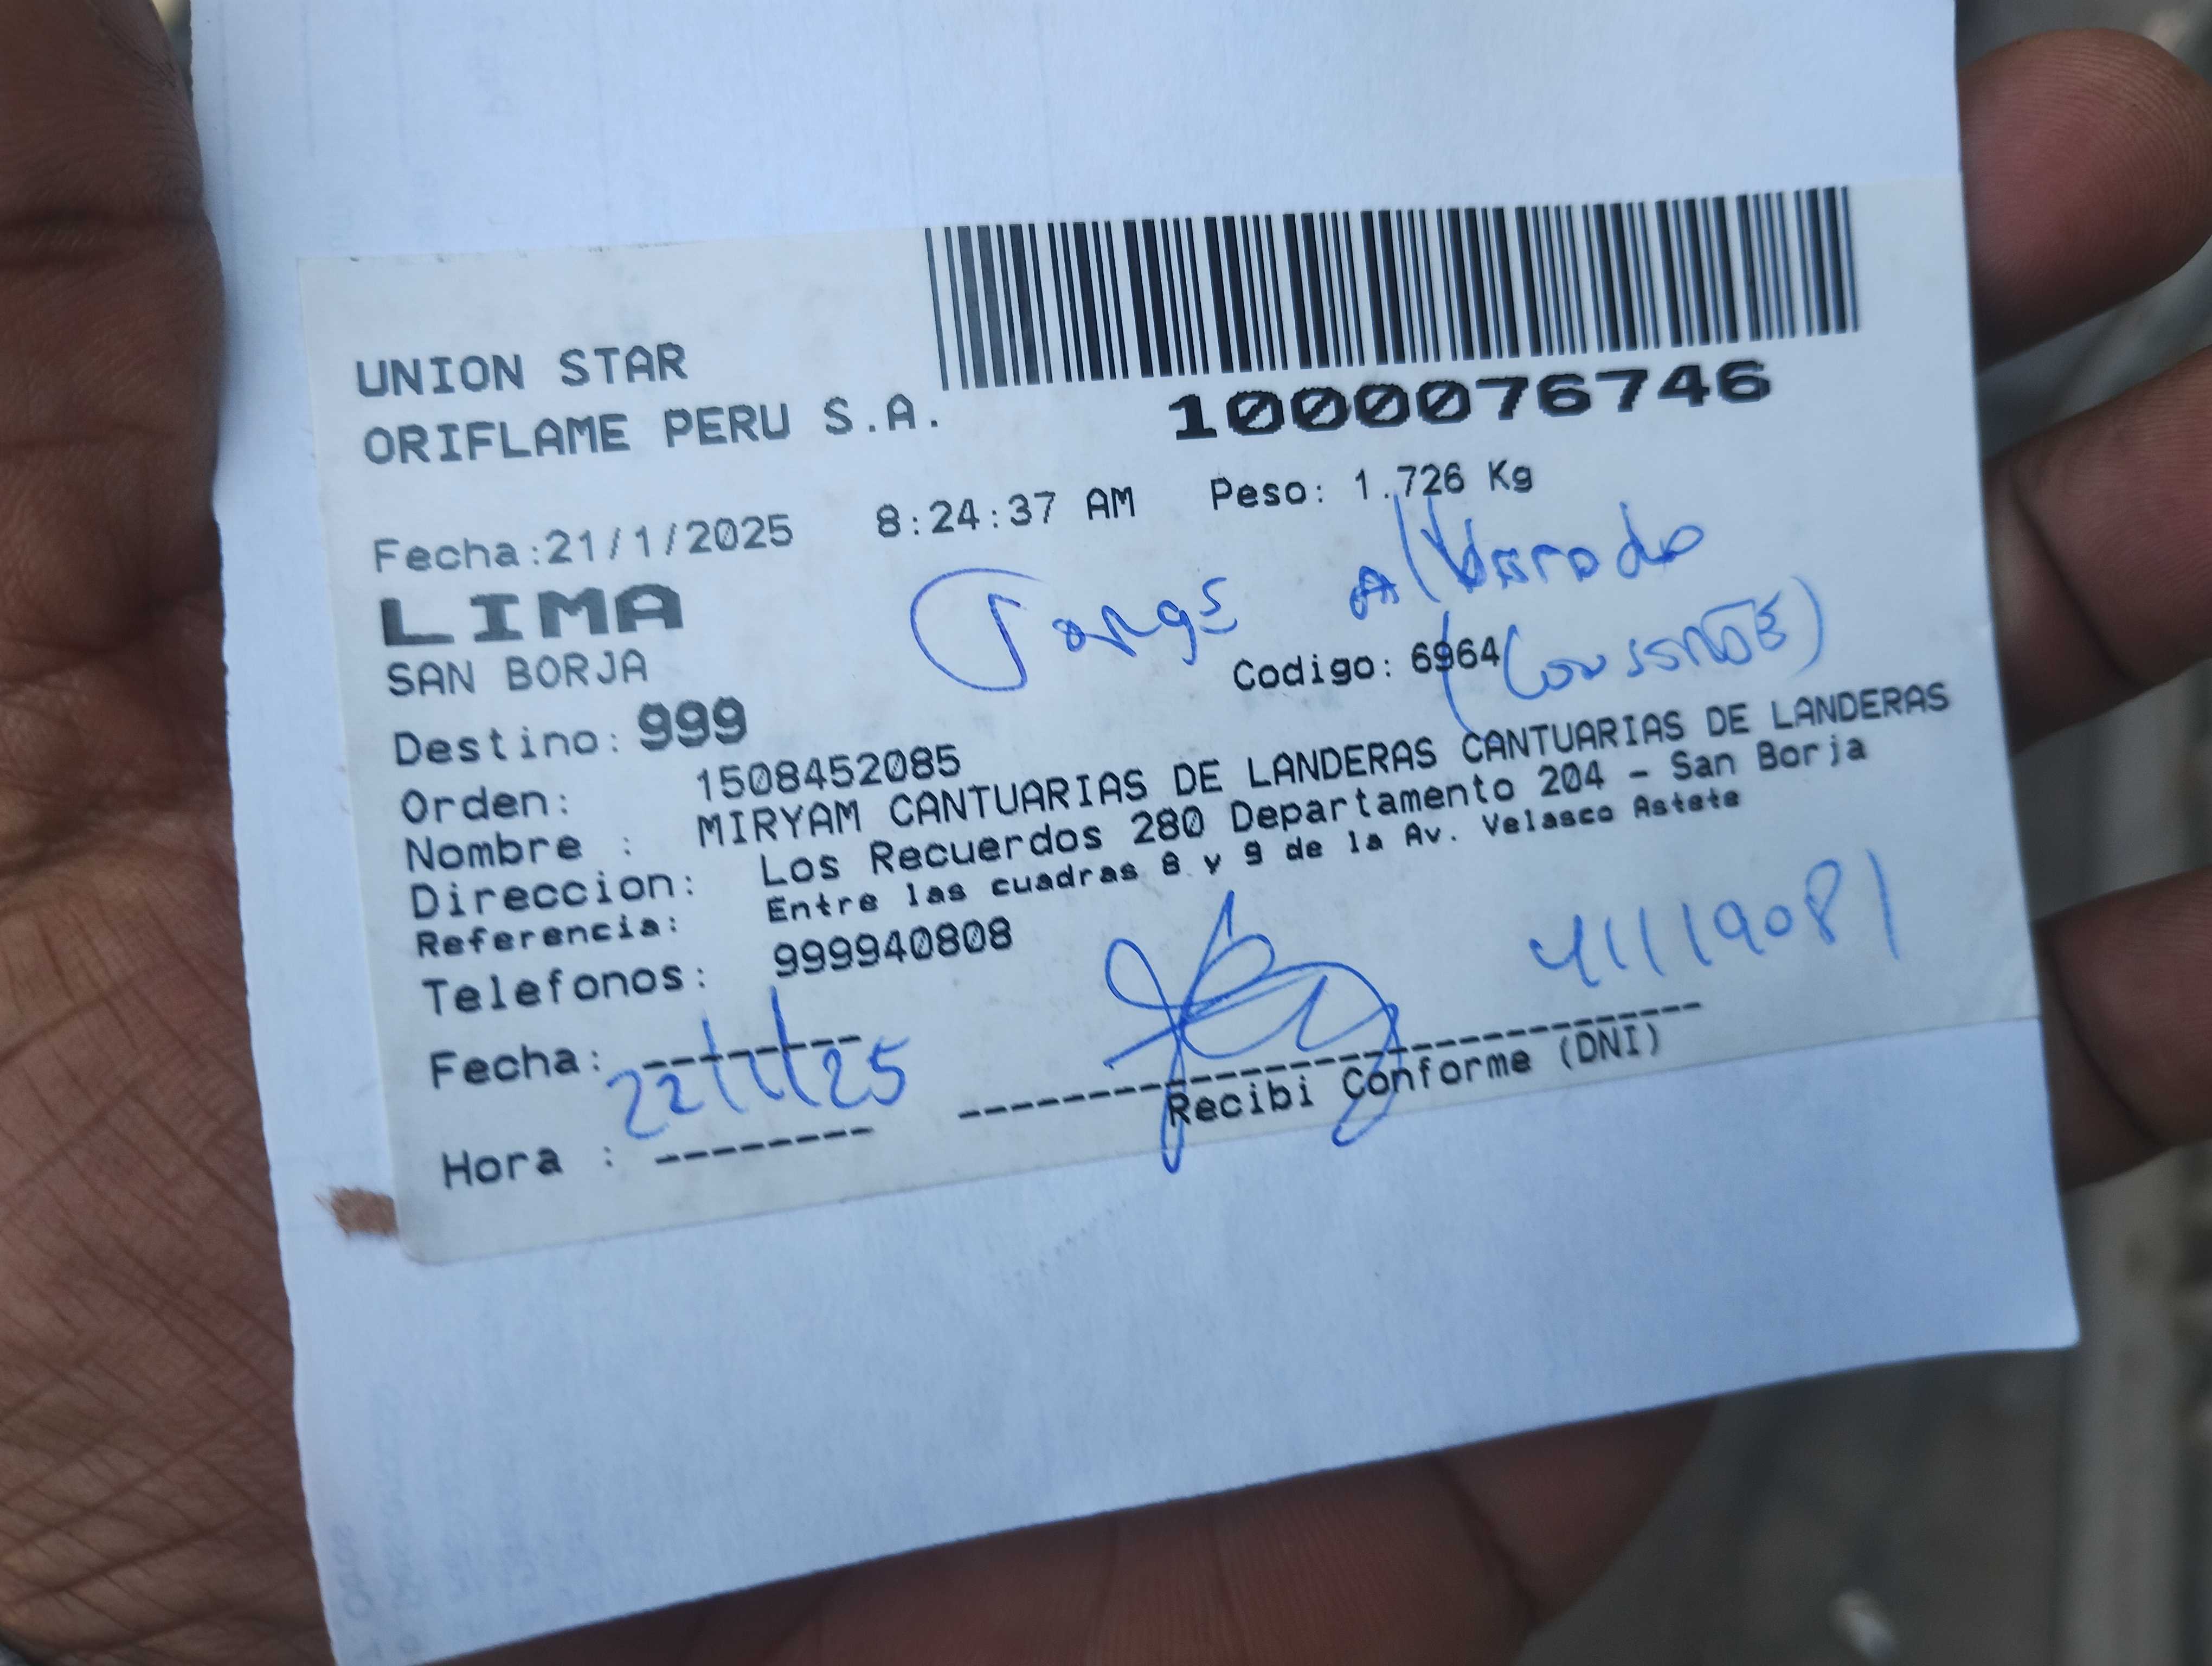 UNION STAR
ORIFLAME PERU S.A.
1000076746
Fecha:21/1/2025 8:24:37 AM Peso: 1.726 Kg
Jorge Alvarado
LIMA
SAN BORJA
Codigo: 6964
Destino: 999
Orden: 1508452085
Nombre : MIRYAM CANTUARIAS DE LANDERAS CANTUARIAS DE LANDERAS
Direccion: Los Recuerdos 280 Departamento 204 - San Borja
Referencia: Entre las cuadras 8 y 9 de la Av. Velasco Astete
Telefonos: 999940808
41119081
Fecha: 22/1/25
Recibi Conforme (DNI)
Hora :